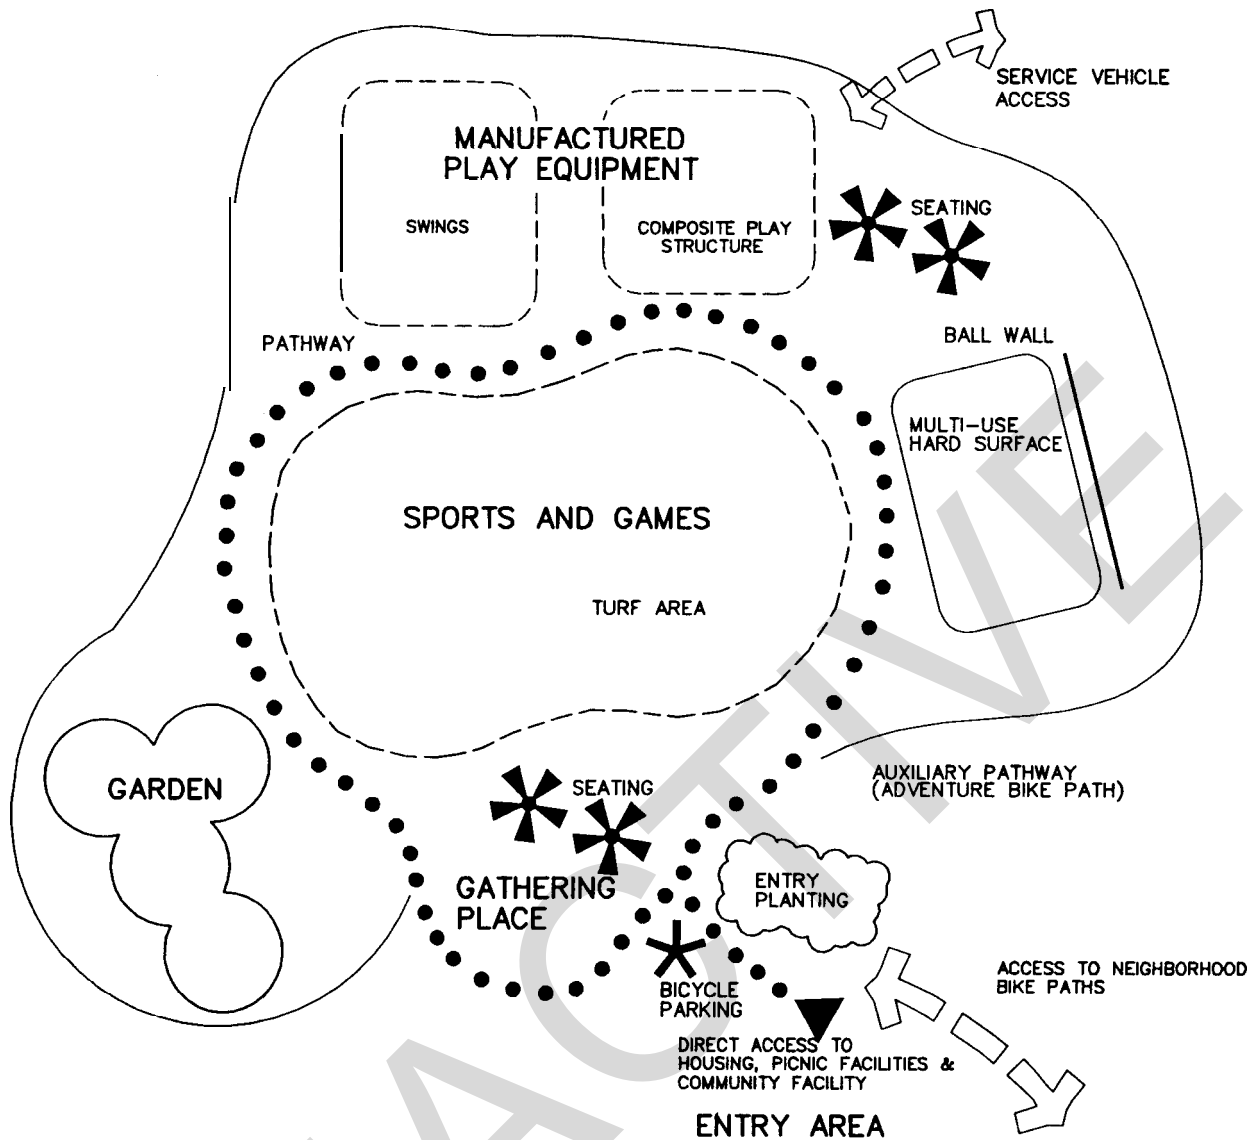 SERVICE VEHICLE
ACCESS
MANUFACTURED
PLAY EQUIPMENT
SWINGS
COMPOSITE PLAY
STRUCTURE
SEATING
PATHWAY
BALL WALL
MULTI-USE
HARD SURFACE
SPORTS AND GAMES
TURF AREA
GARDEN
SEATING
AUXILIARY PATHWAY
(ADVENTURE BIKE PATH)
GATHERING
PLACE
ENTRY
PLANTING
BICYCLE
PARKING
ACCESS TO NEIGHBORHOOD
BIKE PATHS
DIRECT ACCESS TO
HOUSING, PICNIC FACILITIES &
COMMUNITY FACILITY
ENTRY AREA
ACTIVE